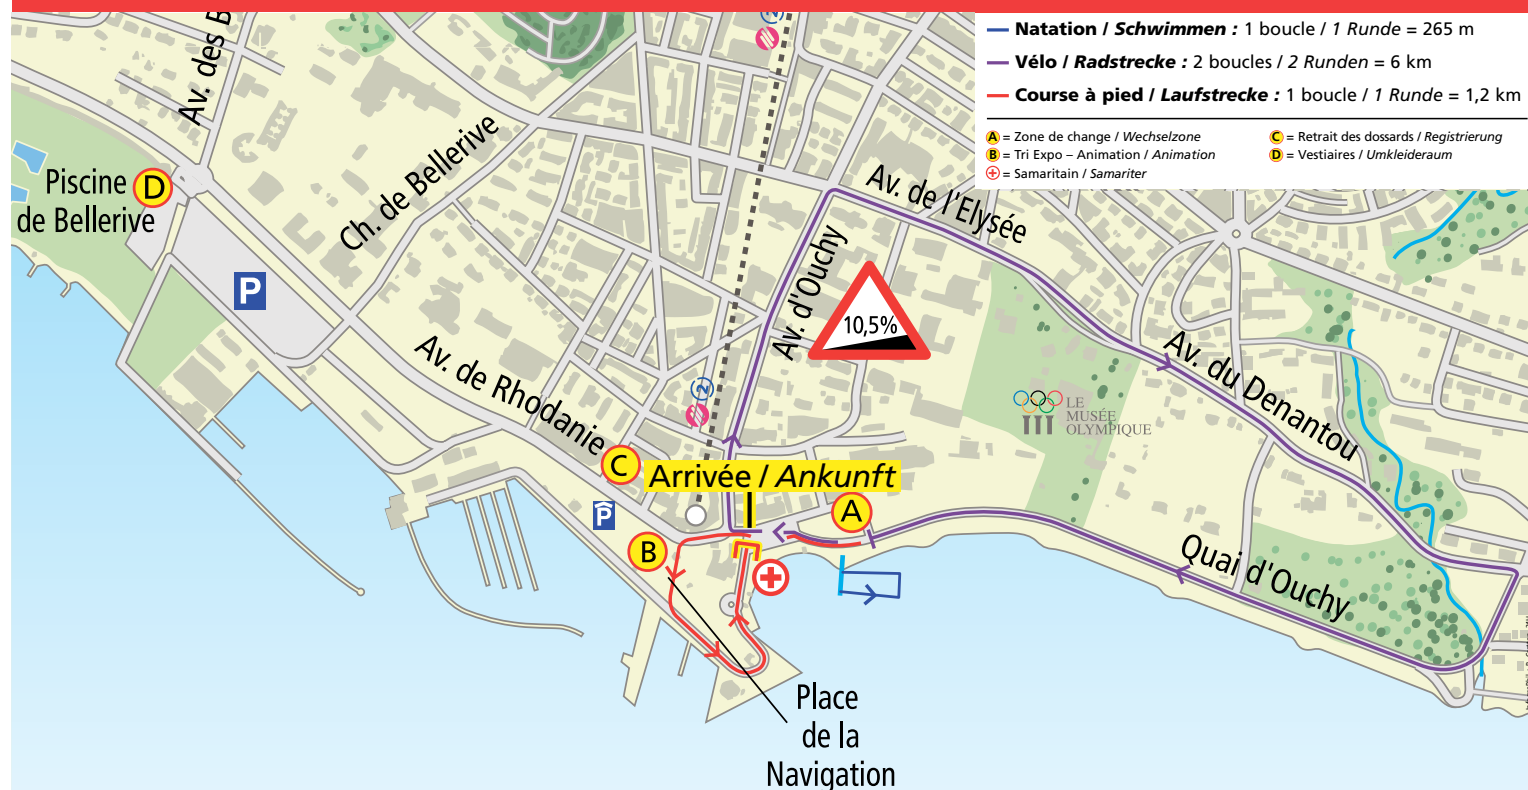 Natation / Schwimmen : 1 boucle / 1 Runde = 265 m
Vélo / Radstrecke : 2 boucles / 2 Runden = 6 km
Course à pied / Laufstrecke : 1 boucle / 1 Runde = 1,2 km
A = Zone de change / Wechselzone
C = Retrait des dossards / Registrierung
B = Tri Expo – Animation / Animation
D = Vestiaires / Umkleideraum
= Samaritain / Samariter
(2)
Av. des B
Ch. de Bellerive
Piscine
de Bellerive
D
Av. de l'Elysée
P
Av. d'Ouchy
10,5%
Av. de Rhodanie
(2)
Av. du Denantou
LE
MUSÉE
OLYMPIQUE
C
Arrivée / Ankunft
A
P
B
Quai d'Ouchy
Place
de la
Navigation